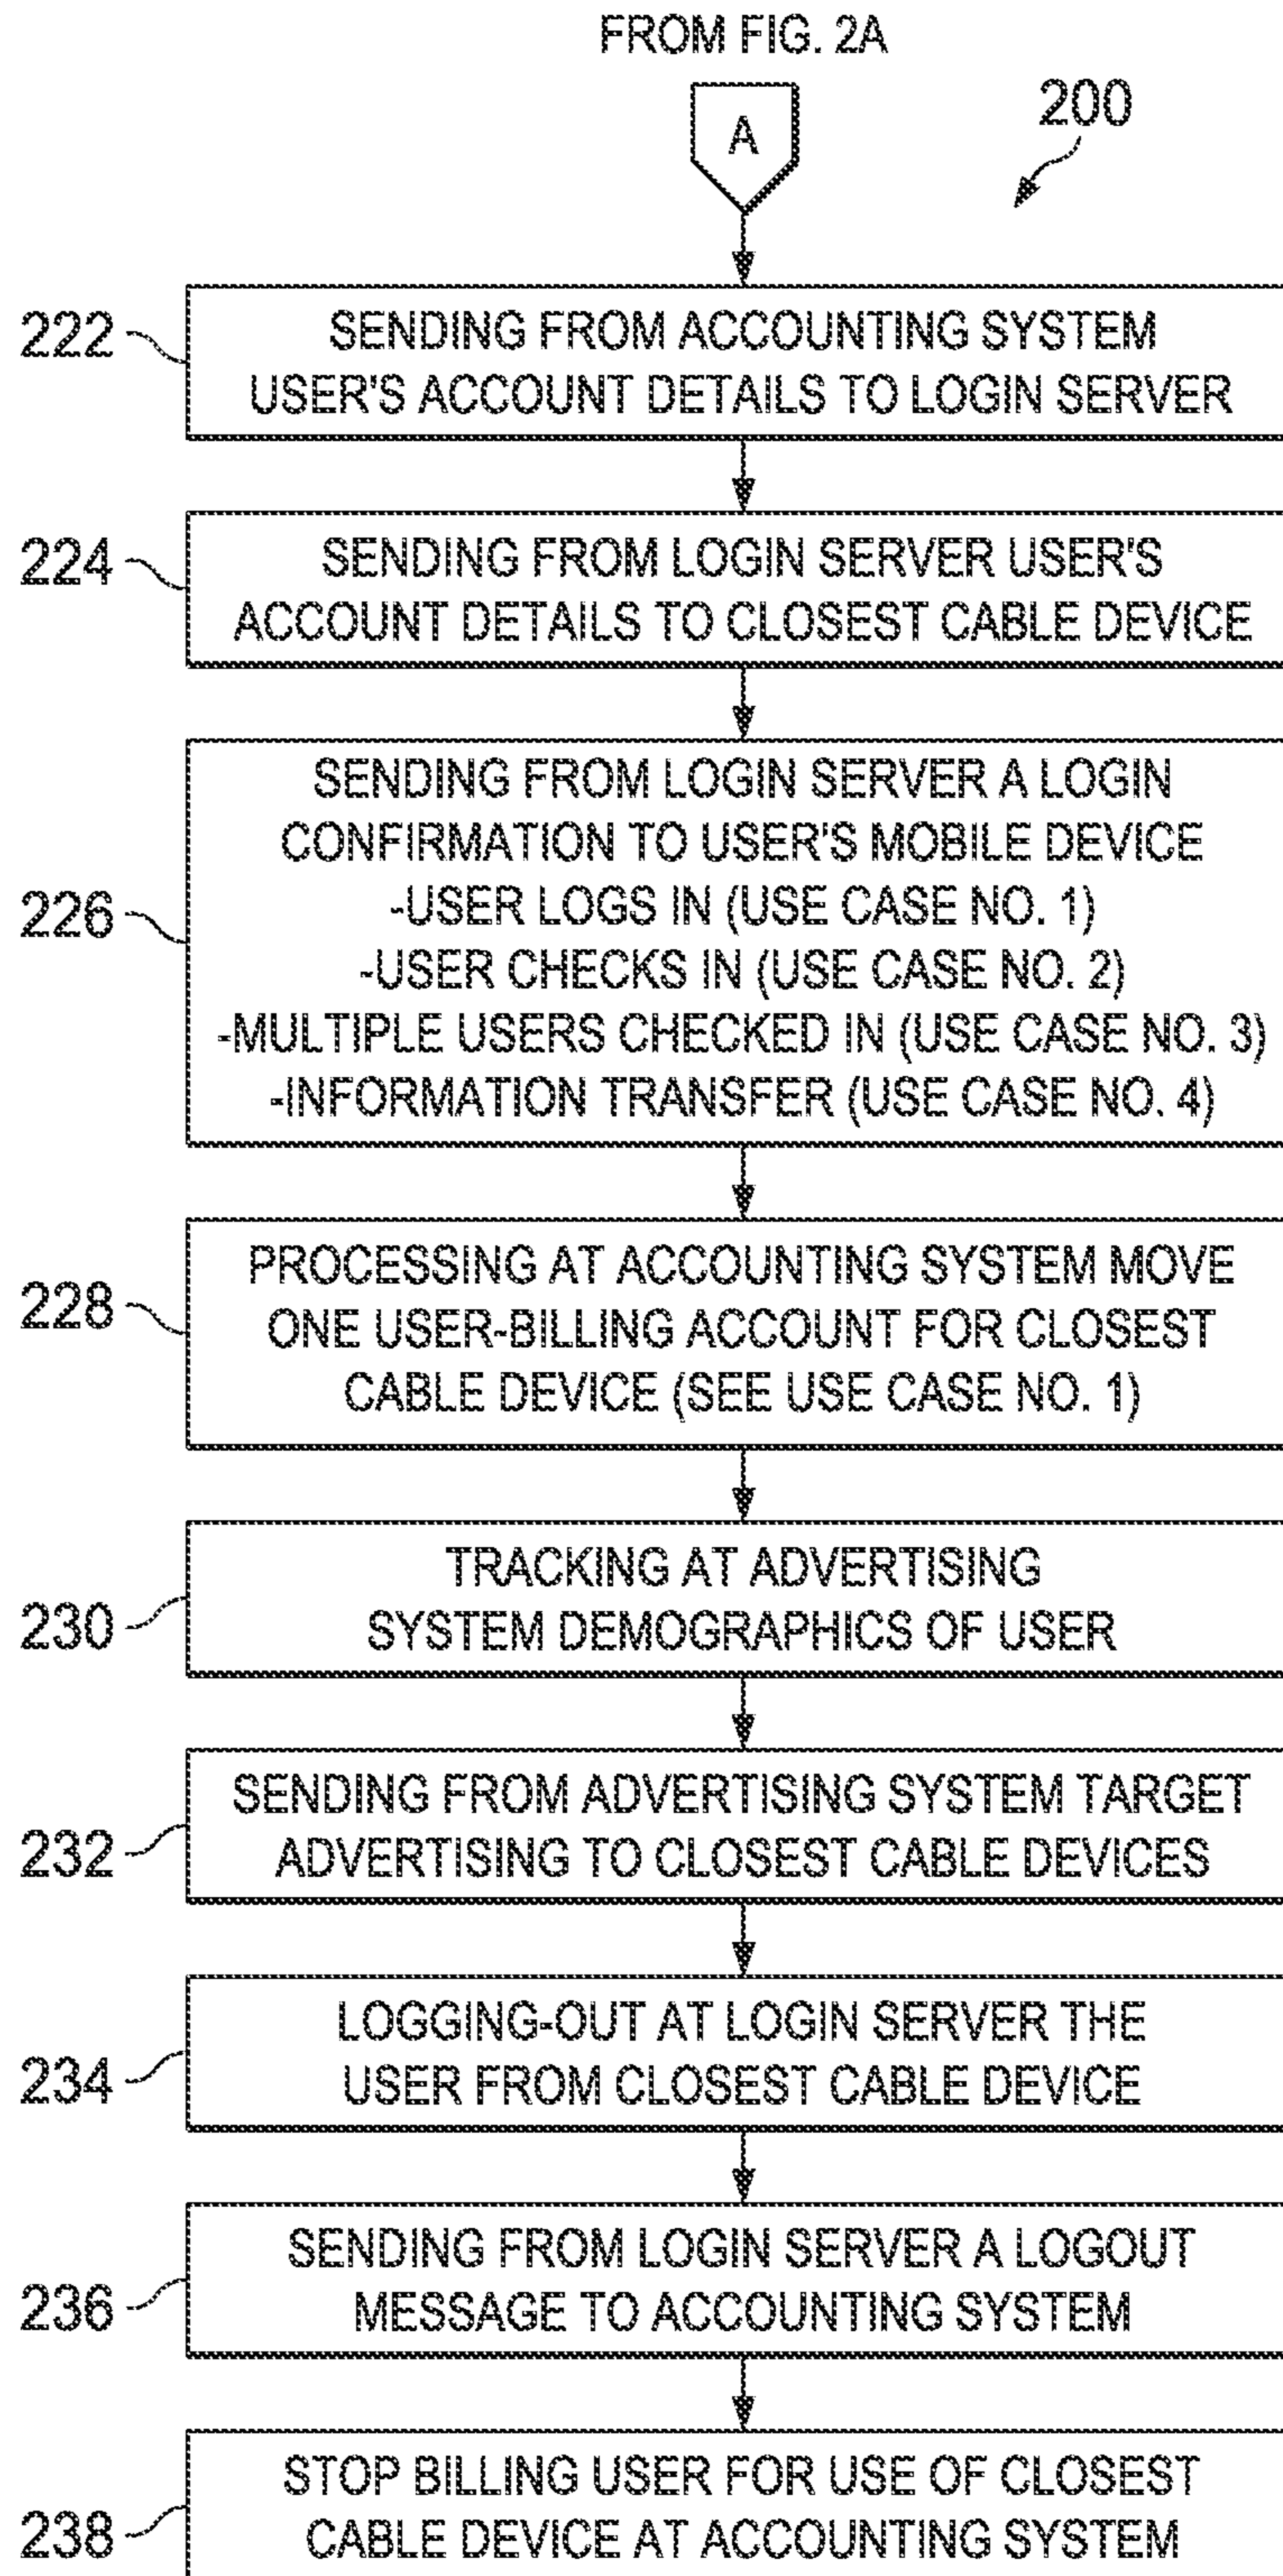 FROM FIG. 2A
A
200
222
SENDING FROM ACCOUNTING SYSTEM
USER'S ACCOUNT DETAILS TO LOGIN SERVER
224
SENDING FROM LOGIN SERVER USER'S
ACCOUNT DETAILS TO CLOSEST CABLE DEVICE
226
SENDING FROM LOGIN SERVER A LOGIN
CONFIRMATION TO USER'S MOBILE DEVICE
-USER LOGS IN (USE CASE NO. 1)
-USER CHECKS IN (USE CASE NO. 2)
-MULTIPLE USERS CHECKED IN (USE CASE NO. 3)
-INFORMATION TRANSFER (USE CASE NO. 4)
228
PROCESSING AT ACCOUNTING SYSTEM MOVE
ONE USER-BILLING ACCOUNT FOR CLOSEST
CABLE DEVICE (SEE USE CASE NO. 1)
230
TRACKING AT ADVERTISING
SYSTEM DEMOGRAPHICS OF USER
232
SENDING FROM ADVERTISING SYSTEM TARGET
ADVERTISING TO CLOSEST CABLE DEVICES
234
LOGGING-OUT AT LOGIN SERVER THE
USER FROM CLOSEST CABLE DEVICE
236
SENDING FROM LOGIN SERVER A LOGOUT
MESSAGE TO ACCOUNTING SYSTEM
238
STOP BILLING USER FOR USE OF CLOSEST
CABLE DEVICE AT ACCOUNTING SYSTEM